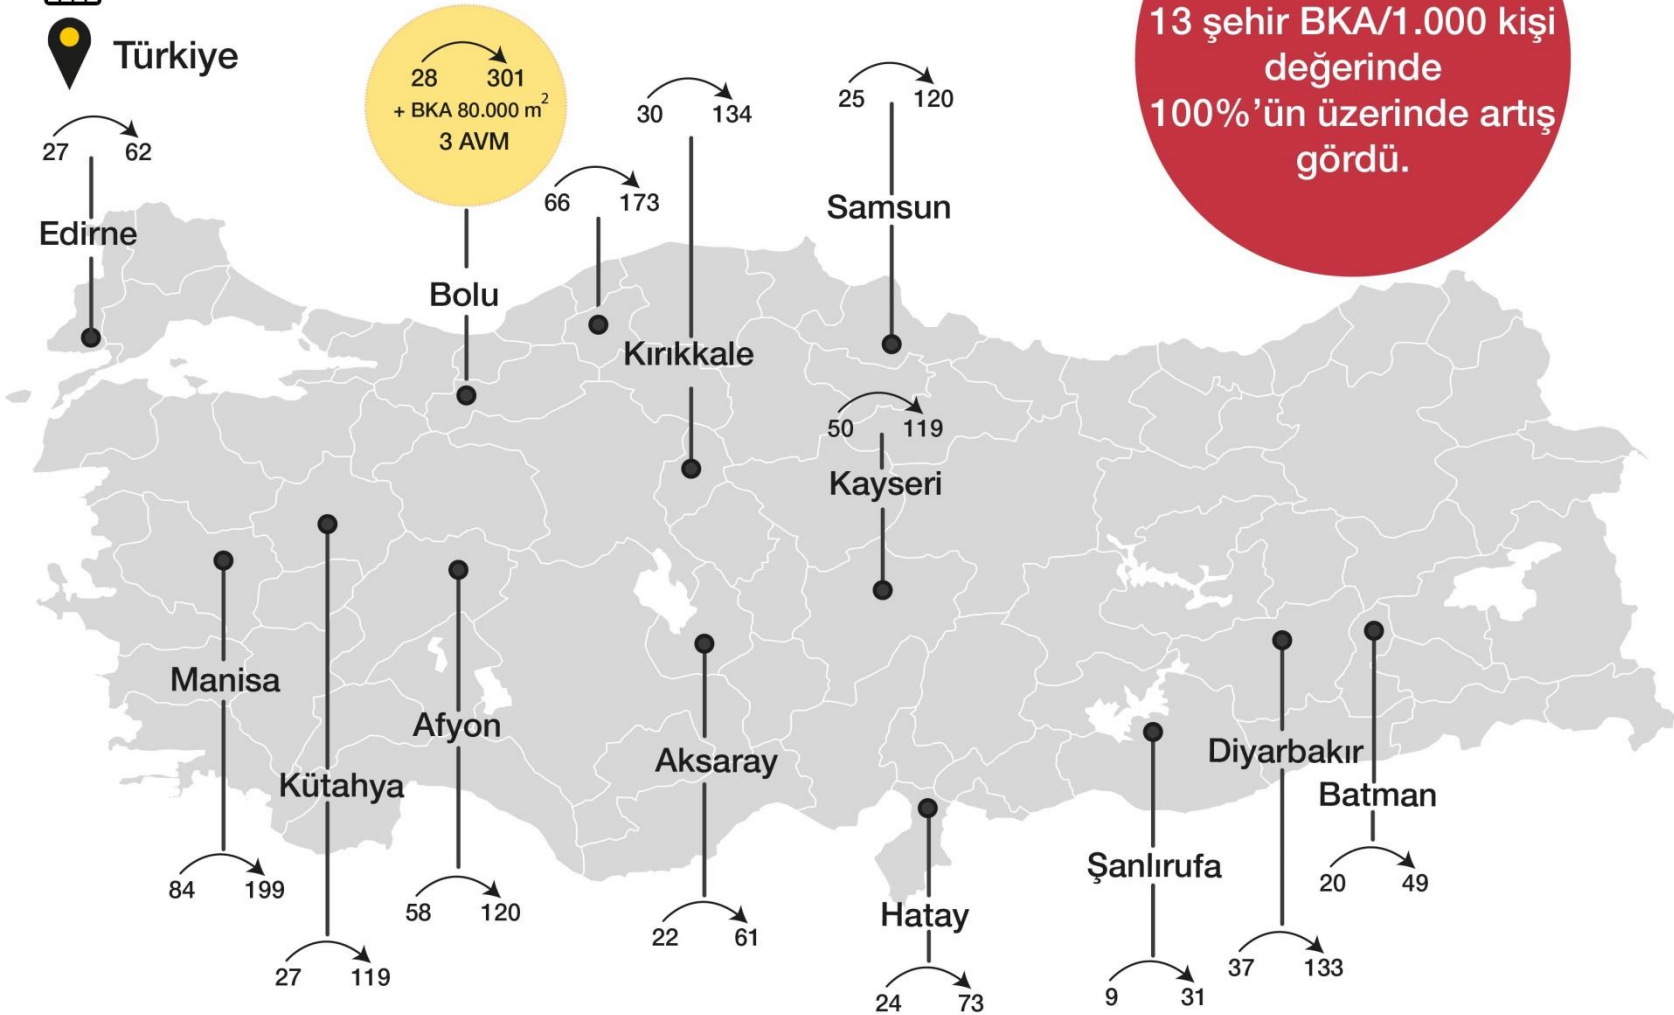 Türkiye
13 şehir BKA/1.000 kişi
değerinde
100%'ün üzerinde artış
gördü.
28 301
+ BKA 80.000 m²
3 AVM
Bolu
27 62
Edirne
66 173
30 134
Kırıkkale
25 120
Samsun
50 119
Kayseri
Manisa
84 199
Kütahya
27 119
Afyon
58 120
Aksaray
22 61
Hatay
24 73
Şanlırufa
9 31
Diyarbakır
37 133
Batman
20 49